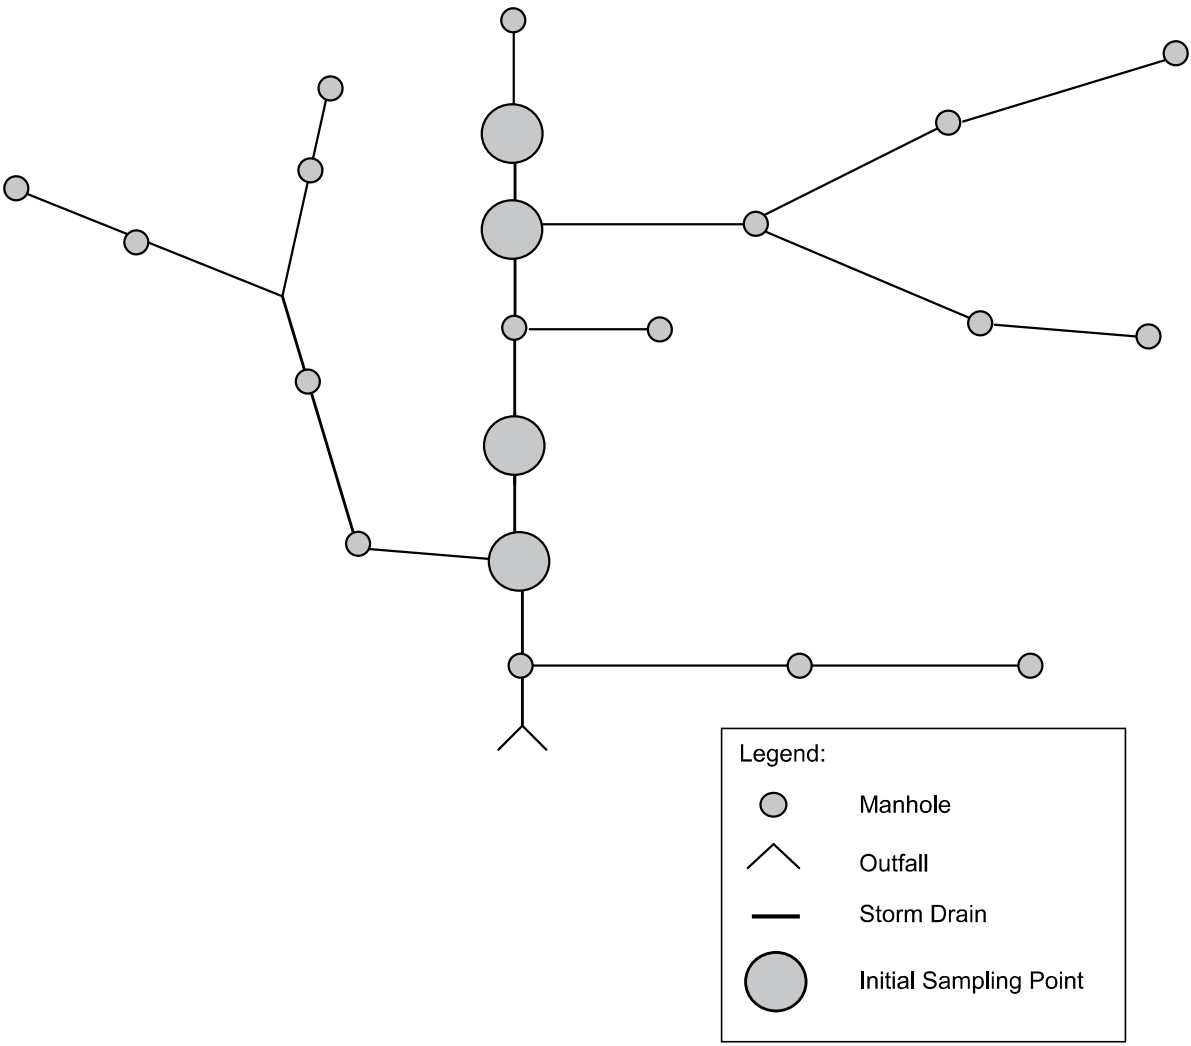 Legend:
Manhole
Outfall
Storm Drain
Initial Sampling Point